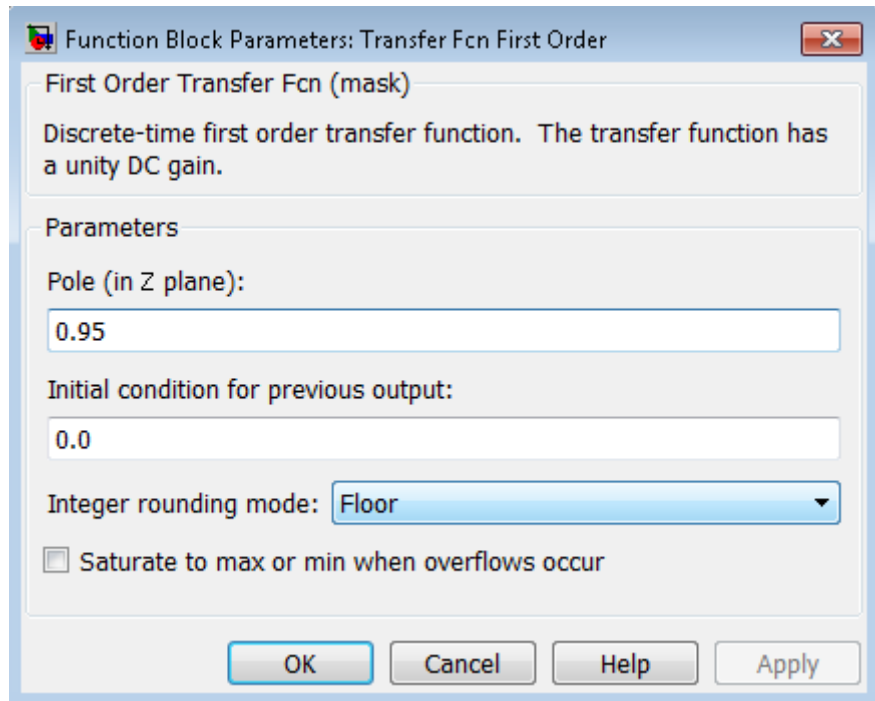 Function Block Parameters: Transfer Fcn First Order
First Order Transfer Fcn (mask)
Discrete-time first order transfer function. The transfer function has
a unity DC gain.
Parameters
Pole (in Z plane):
0.95
Initial condition for previous output:
0.0
Integer rounding mode: Floor
Saturate to max or min when overflows occur
OK Cancel Help Apply